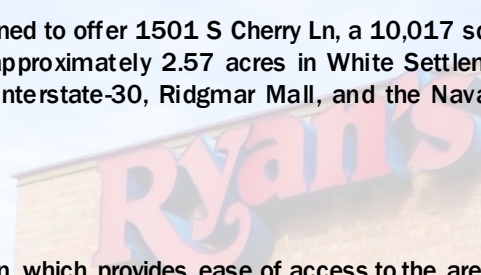 ned to offer 1501 S Cherry Ln, a 10,017 sq
approximately 2.57 acres in White Settlem
nterstate-30, Ridgmar Mall, and the Nava
Ryan's
n, which provides ease of access to the are